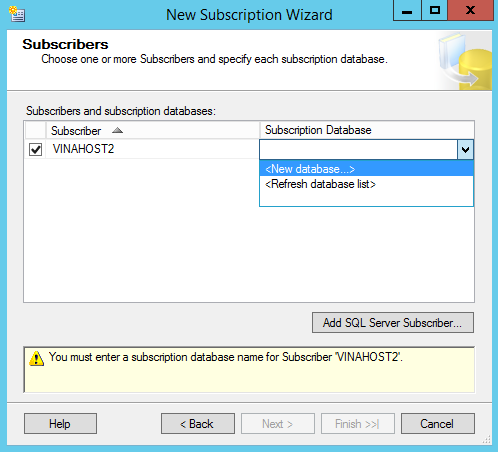 New Subscription Wizard
Subscribers
Choose one or more Subscribers and specify each subscription database.
Subscribers and subscription databases:
Subscriber Subscription Database
VINAHOST2
<New database...>
<Refresh database list>
Add SQL Server Subscriber...
You must enter a subscription database name for Subscriber 'VINAHOST2'.
Help < Back Next > Finish >>| Cancel